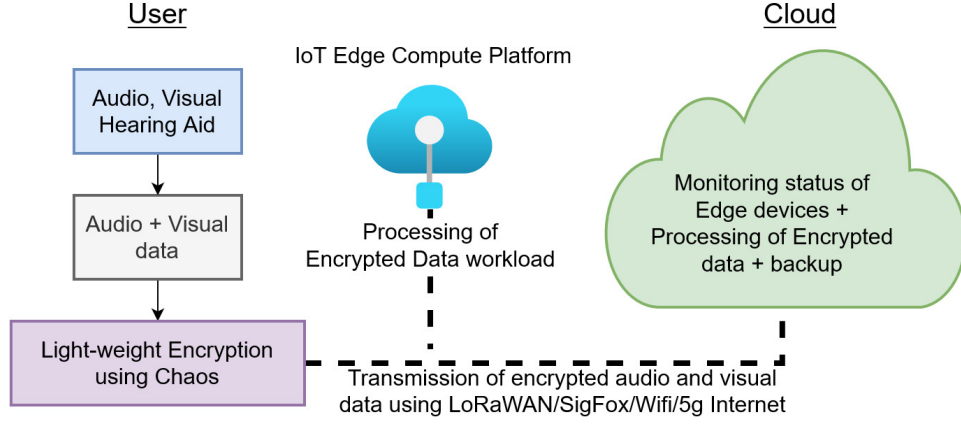 User
Audio, Visual
Hearing Aid
Audio + Visual
data
Light-weight Encryption
using Chaos
IoT Edge Compute Platform
Processing of
Encrypted Data workload
Cloud
Monitoring status of
Edge devices +
Processing of Encrypted
data + backup
Transmission of encrypted audio and visual
data using LoRaWAN/SigFox/Wifi/5g Internet